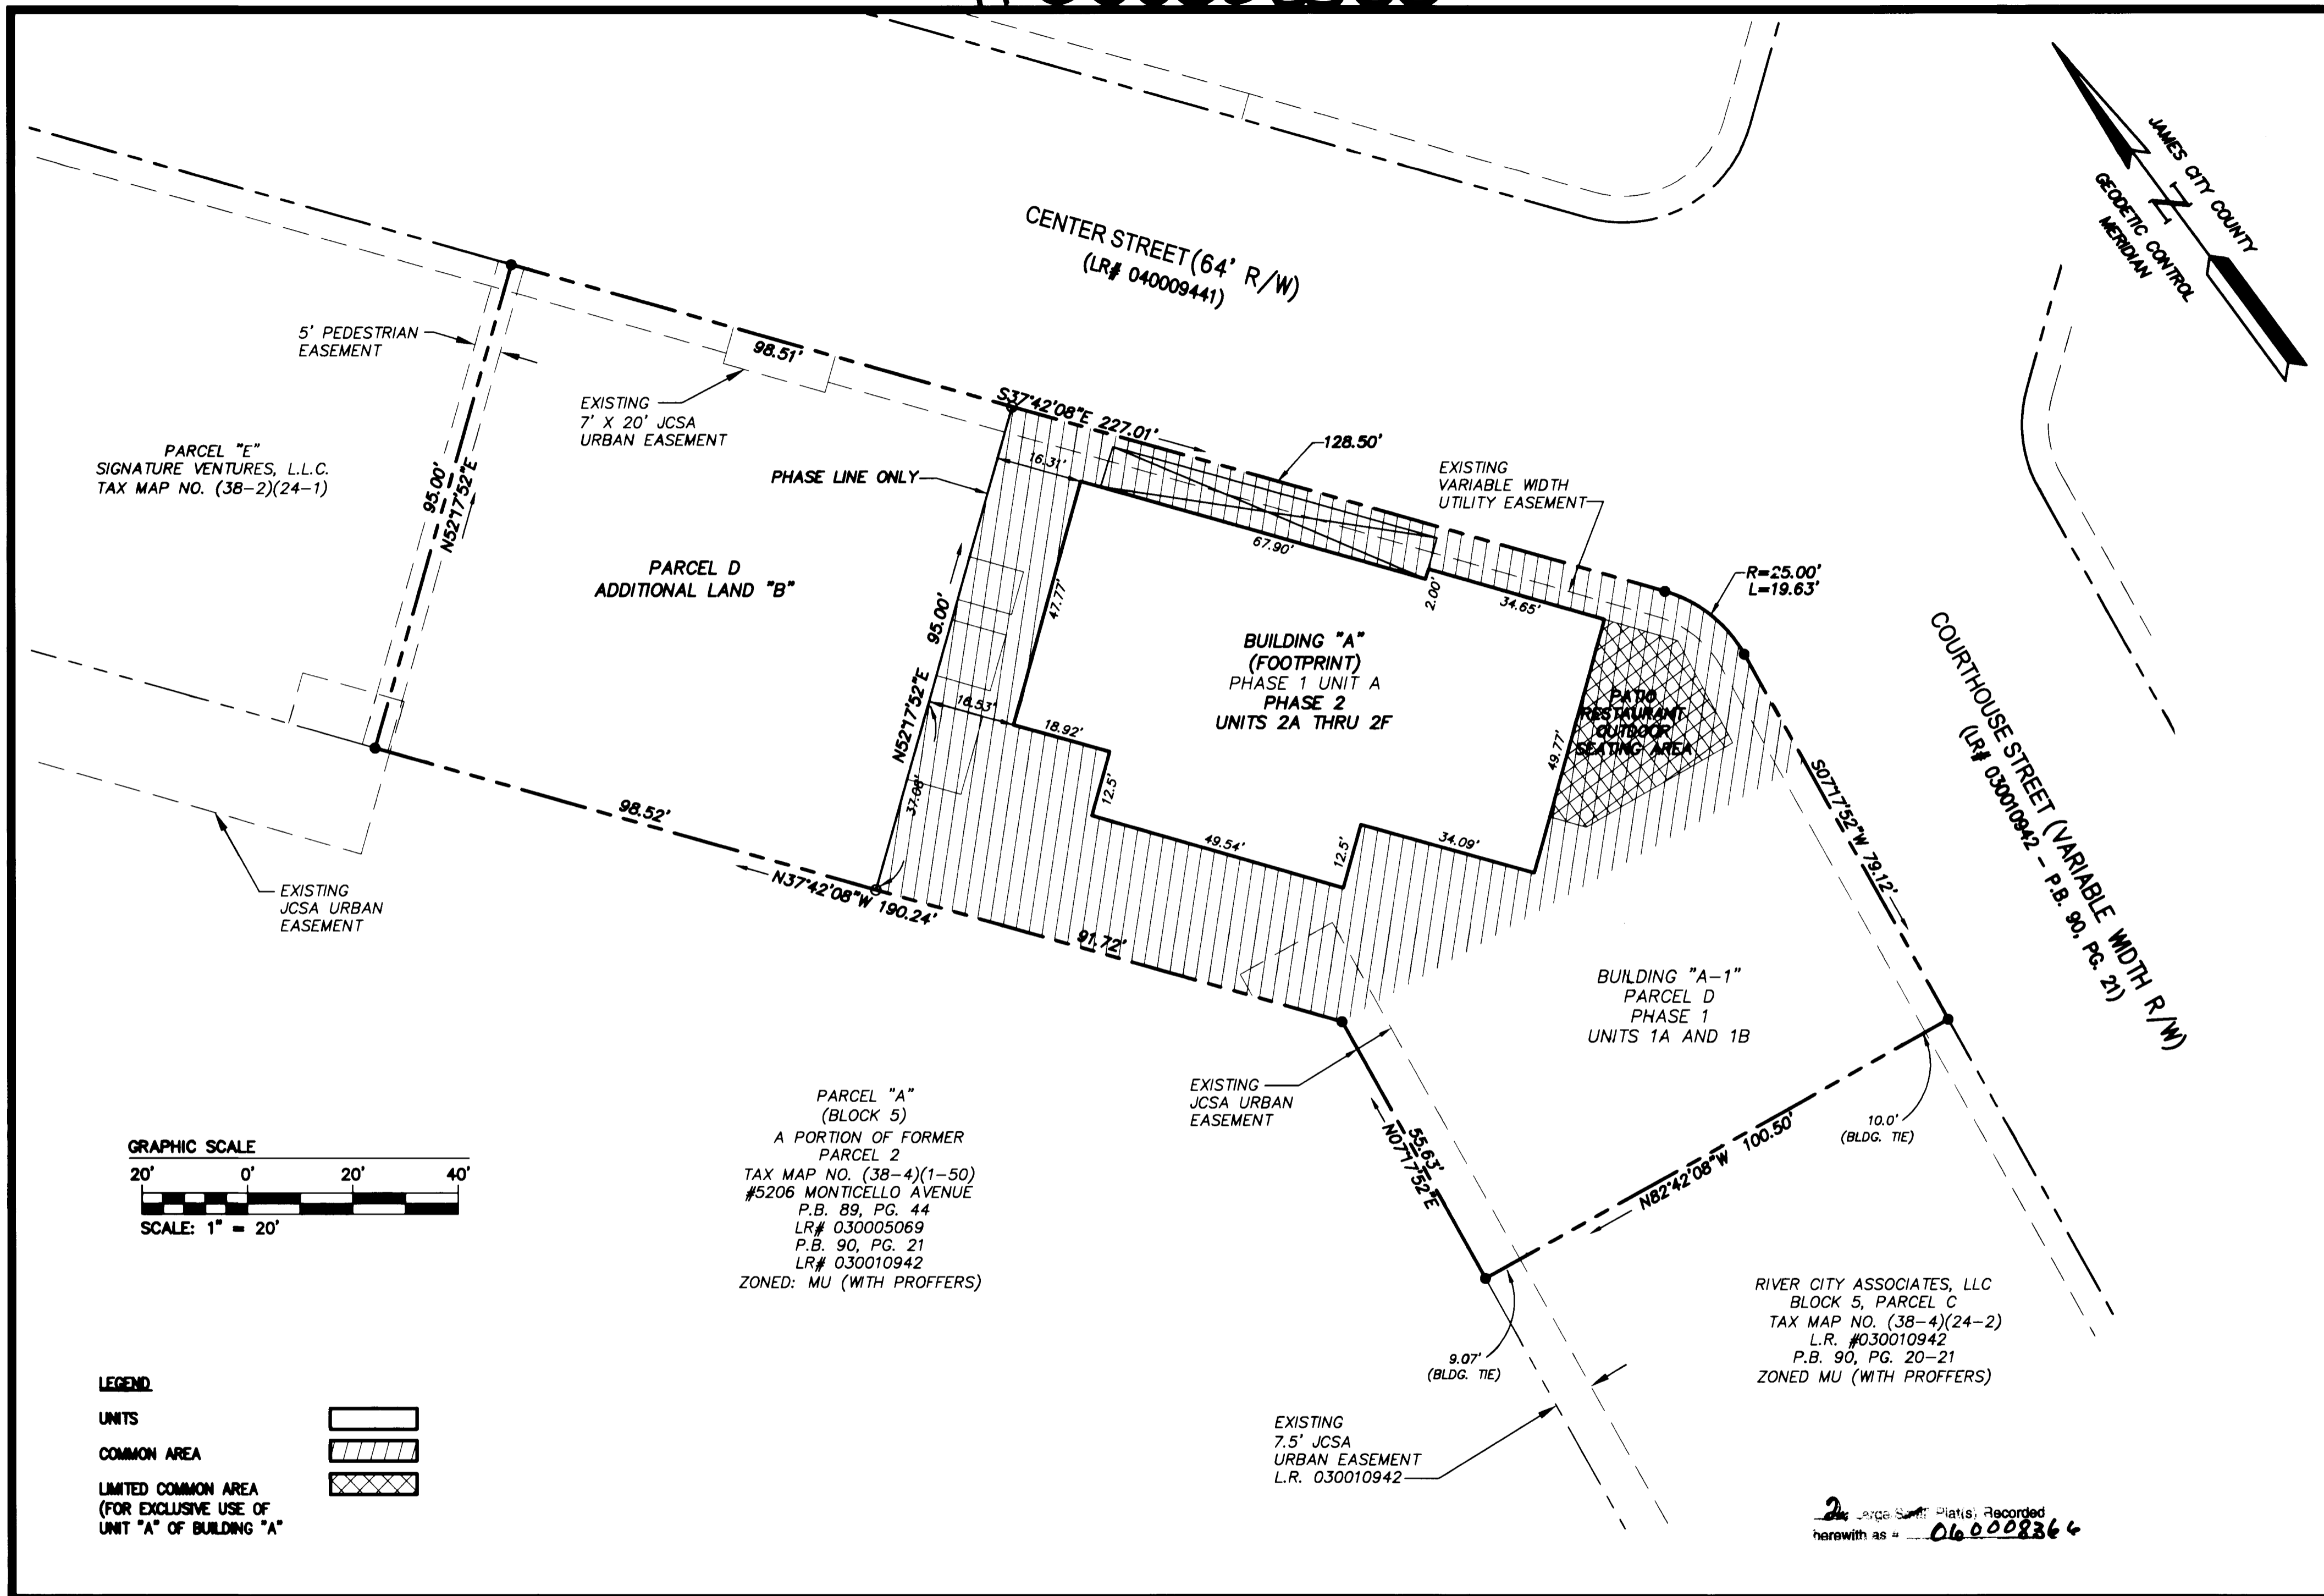 CENTER STREET (64' R/W)
(LR# 040009441)
JAMES CITY COUNTY
GEODETIC CONTROL
MERIDIAN
N
5' PEDESTRIAN
EASEMENT
PARCEL "E"
SIGNATURE VENTURES, L.L.C.
TAX MAP NO. (38-2)(24-1)
95.00'
N52°17'52"E
98.51'
EXISTING
7' X 20' JCSA
URBAN EASEMENT
S37°42'08"E 227.01'
128.50'
PHASE LINE ONLY
16.31'
EXISTING
VARIABLE WIDTH
UTILITY EASEMENT
67.90'
2.00'
34.65'
R=25.00'
L=19.63'
PARCEL D
ADDITIONAL LAND "B"
47.77'
95.00'
N52°17'52"E
BUILDING "A"
(FOOTPRINT)
PHASE 1 UNIT A
PHASE 2
UNITS 2A THRU 2F
PATIO
RESTAURANT
OUTDOOR
SEATING AREA
49.77'
COURTHOUSE STREET (VARIABLE WIDTH R/W)
(LR# 030010942 - P.B. 90, PG. 21)
S07°17'52"W 79.12'
16.53'
18.92'
12.5'
37.08'
49.54'
12.5'
34.09'
98.52'
N37°42'08"W 190.24'
91.72'
EXISTING
JCSA URBAN
EASEMENT
BUILDING "A-1"
PARCEL D
PHASE 1
UNITS 1A AND 1B
EXISTING
JCSA URBAN
EASEMENT
55.63'
N07°17'52"E
N82°42'08"W 100.50'
10.0'
(BLDG. TIE)
PARCEL "A"
(BLOCK 5)
A PORTION OF FORMER
PARCEL 2
TAX MAP NO. (38-4)(1-50)
#5206 MONTICELLO AVENUE
P.B. 89, PG. 44
LR# 030005069
P.B. 90, PG. 21
LR# 030010942
ZONED: MU (WITH PROFFERS)
GRAPHIC SCALE
20' 0' 20' 40'
SCALE: 1" = 20'
RIVER CITY ASSOCIATES, LLC
BLOCK 5, PARCEL C
TAX MAP NO. (38-4)(24-2)
L.R. #030010942
P.B. 90, PG. 20-21
ZONED MU (WITH PROFFERS)
9.07'
(BLDG. TIE)
EXISTING
7.5' JCSA
URBAN EASEMENT
L.R. 030010942
LEGEND
UNITS
COMMON AREA
LIMITED COMMON AREA
(FOR EXCLUSIVE USE OF
UNIT "A" OF BUILDING "A"
Large Plat(s) Recorded
herewith as # 060008366